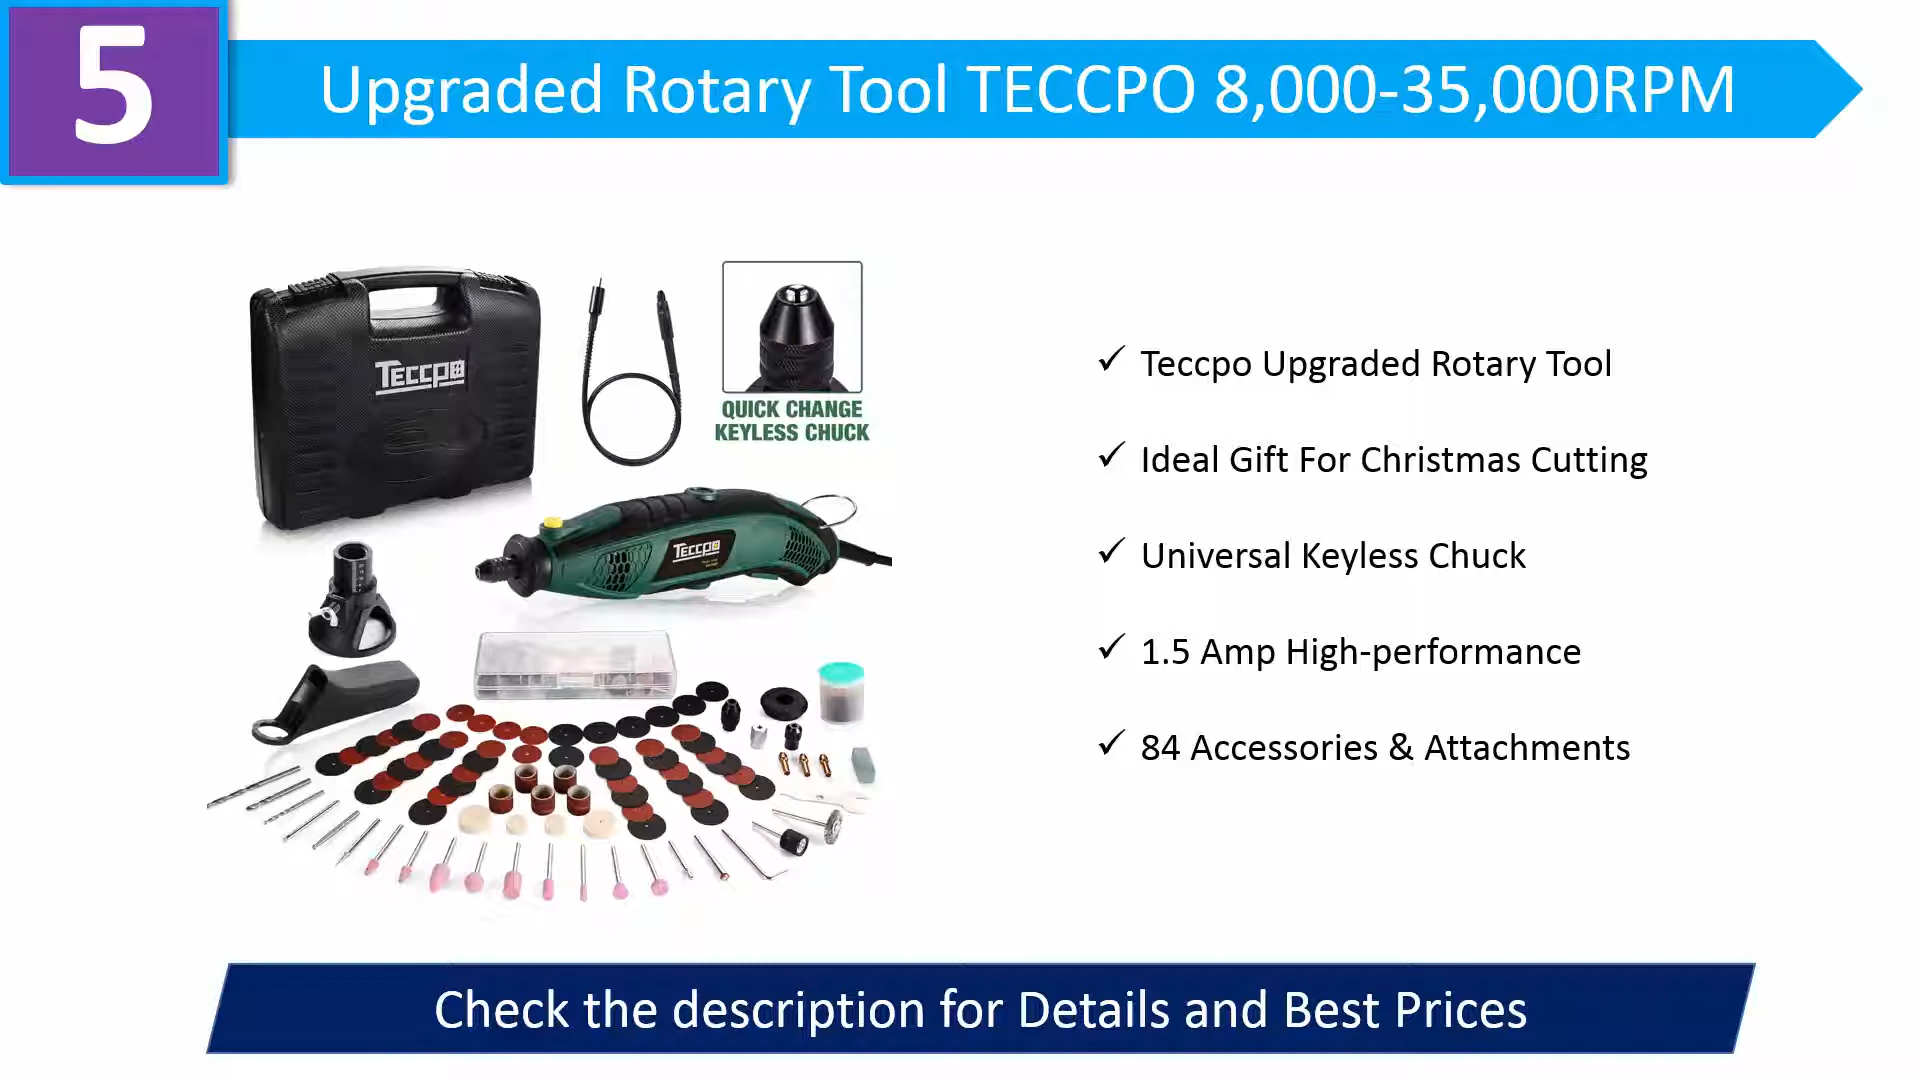 5
Upgraded Rotary Tool TECCPO 8,000-35,000RPM
TECCPO
QUICK CHANGE
KEYLESS CHUCK
TECCPO
✓ Teccpo Upgraded Rotary Tool
✓ Ideal Gift For Christmas Cutting
✓ Universal Keyless Chuck
✓ 1.5 Amp High-performance
✓ 84 Accessories & Attachments
Check the description for Details and Best Prices